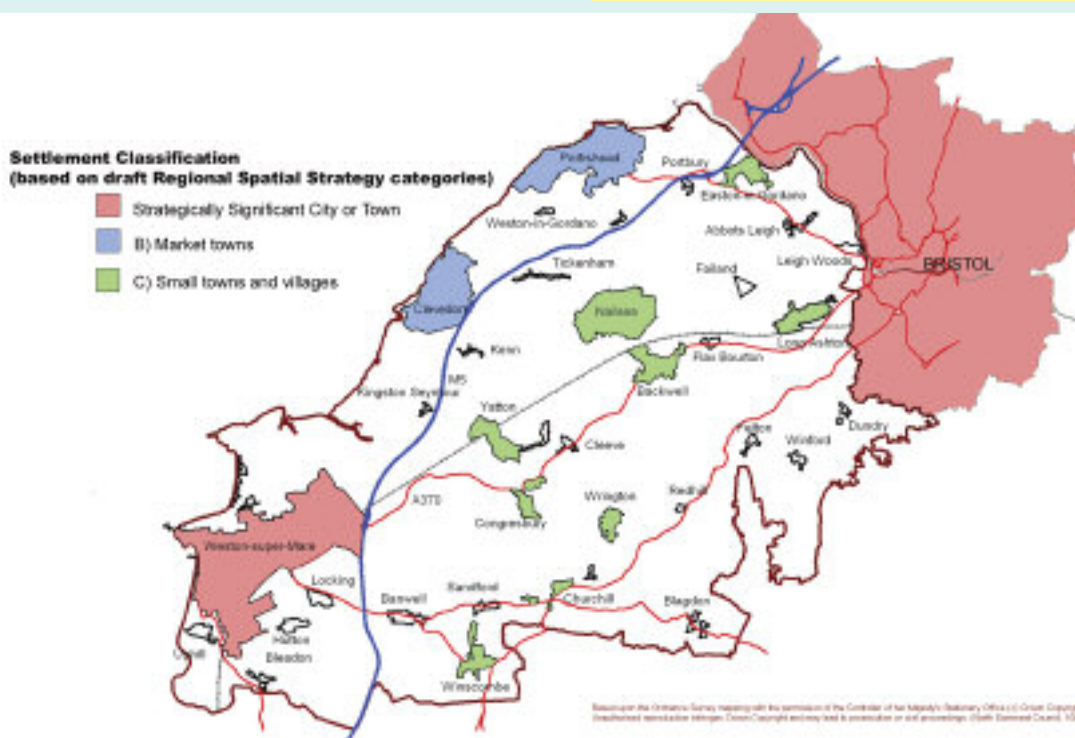 Settlement Classification
(based on draft Regional Spatial Strategy categories)
Strategically Significant City or Town
B) Market towns
C) Small towns and villages
Portishead
Portbury
Easton-in-Gordano
Weston-in-Gordano
Abbots Leigh
Tickenham
Failand
Leigh Woods
BRISTOL
Clevedon
Nailsea
Long Ashton
Kenn
Flax Bourton
M5
Backwell
Kingston Seymour
Yatton
Cleeve
Felton
Winford
Dundry
A370
Wrington
Redhill
Congresbury
Weston-super-Mare
Locking
Banwell
Sandford
Churchill
Blagdon
Hutton
Uphill
Bleadon
Winscombe